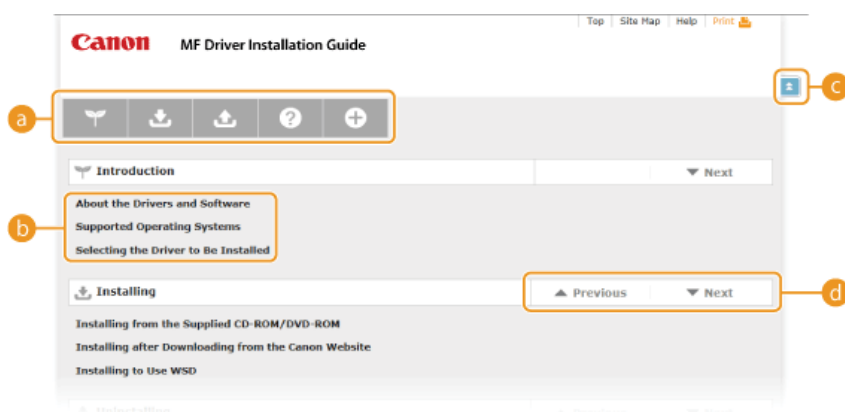 Top Site Map Help Print
Canon MF Driver Installation Guide
c
a
Introduction Next
About the Drivers and Software
b
Supported Operating Systems
Selecting the Driver to Be Installed
Installing Previous Next
d
Installing from the Supplied CD-ROM/DVD-ROM
Installing after Downloading from the Canon Website
Installing to Use WSD